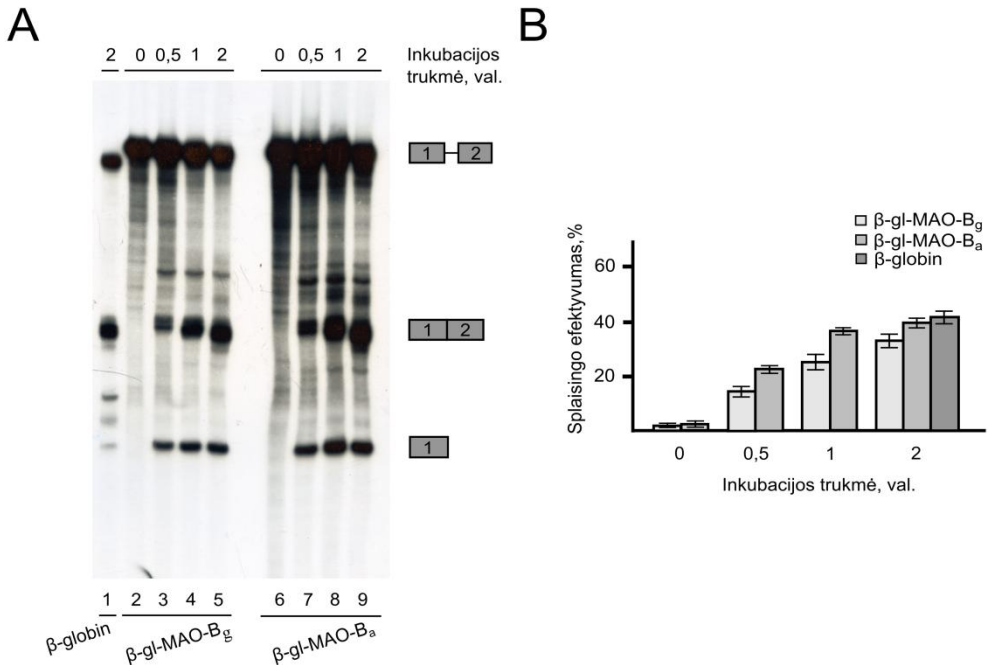 A
2 0 0,5 1 2 0 0,5 1 2
Inkubacijos
trukmė, val.
1 2
1 2
1
1 2 3 4 5 6 7 8 9
β-globin
β-gl-MAO-Bg
β-gl-MAO-Ba
B
β-gl-MAO-Bg
β-gl-MAO-Ba
β-globin
Splaisingo efektyvumas,%
60
40
20
0 0,5 1 2
Inkubacijos trukmė, val.